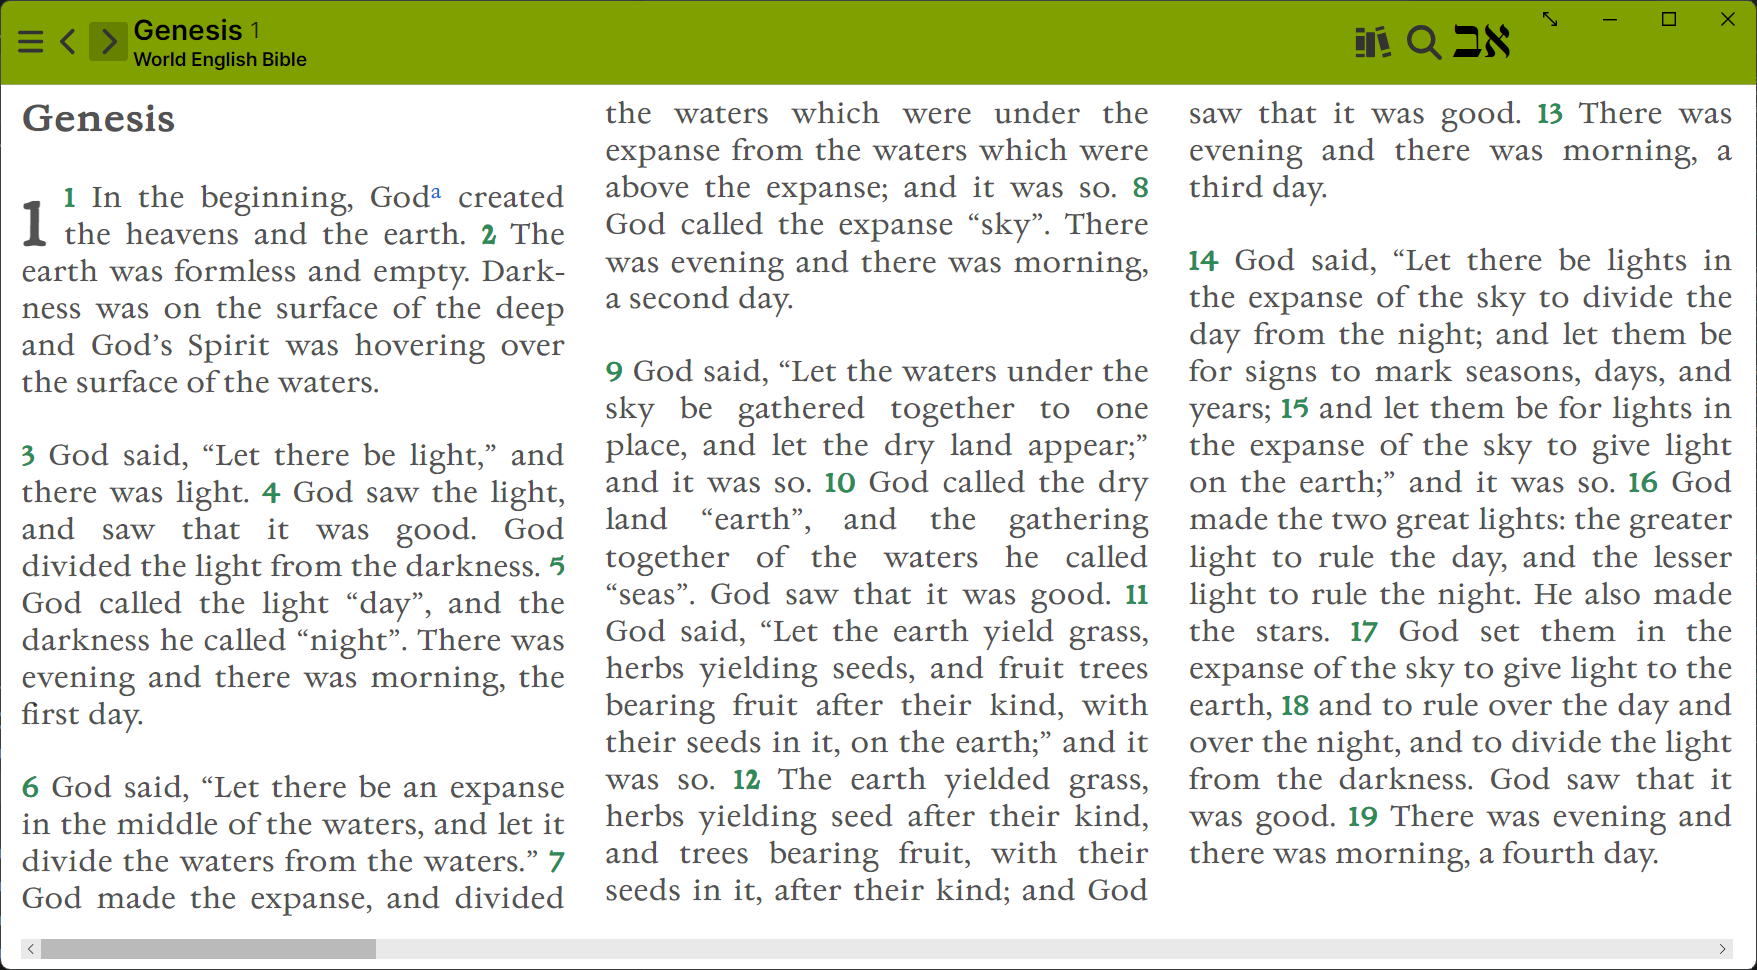 Genesis 1
World English Bible
אב
Genesis
1 1 In the beginning, Godª created
the heavens and the earth. 2 The
earth was formless and empty. Dark-
ness was on the surface of the deep
and God’s Spirit was hovering over
the surface of the waters.
3 God said, “Let there be light,” and
there was light. 4 God saw the light,
and saw that it was good. God
divided the light from the darkness. 5
God called the light “day”, and the
darkness he called “night”. There was
evening and there was morning, the
first day.
6 God said, “Let there be an expanse
in the middle of the waters, and let it
divide the waters from the waters.” 7
God made the expanse, and divided
the waters which were under the
expanse from the waters which were
above the expanse; and it was so. 8
God called the expanse “sky”. There
was evening and there was morning,
a second day.
9 God said, “Let the waters under the
sky be gathered together to one
place, and let the dry land appear;”
and it was so. 10 God called the dry
land “earth”, and the gathering
together of the waters he called
“seas”. God saw that it was good. 11
God said, “Let the earth yield grass,
herbs yielding seeds, and fruit trees
bearing fruit after their kind, with
their seeds in it, on the earth;” and it
was so. 12 The earth yielded grass,
herbs yielding seed after their kind,
and trees bearing fruit, with their
seeds in it, after their kind; and God
saw that it was good. 13 There was
evening and there was morning, a
third day.
14 God said, “Let there be lights in
the expanse of the sky to divide the
day from the night; and let them be
for signs to mark seasons, days, and
years; 15 and let them be for lights in
the expanse of the sky to give light
on the earth;” and it was so. 16 God
made the two great lights: the greater
light to rule the day, and the lesser
light to rule the night. He also made
the stars. 17 God set them in the
expanse of the sky to give light to the
earth, 18 and to rule over the day and
over the night, and to divide the light
from the darkness. God saw that it
was good. 19 There was evening and
there was morning, a fourth day.